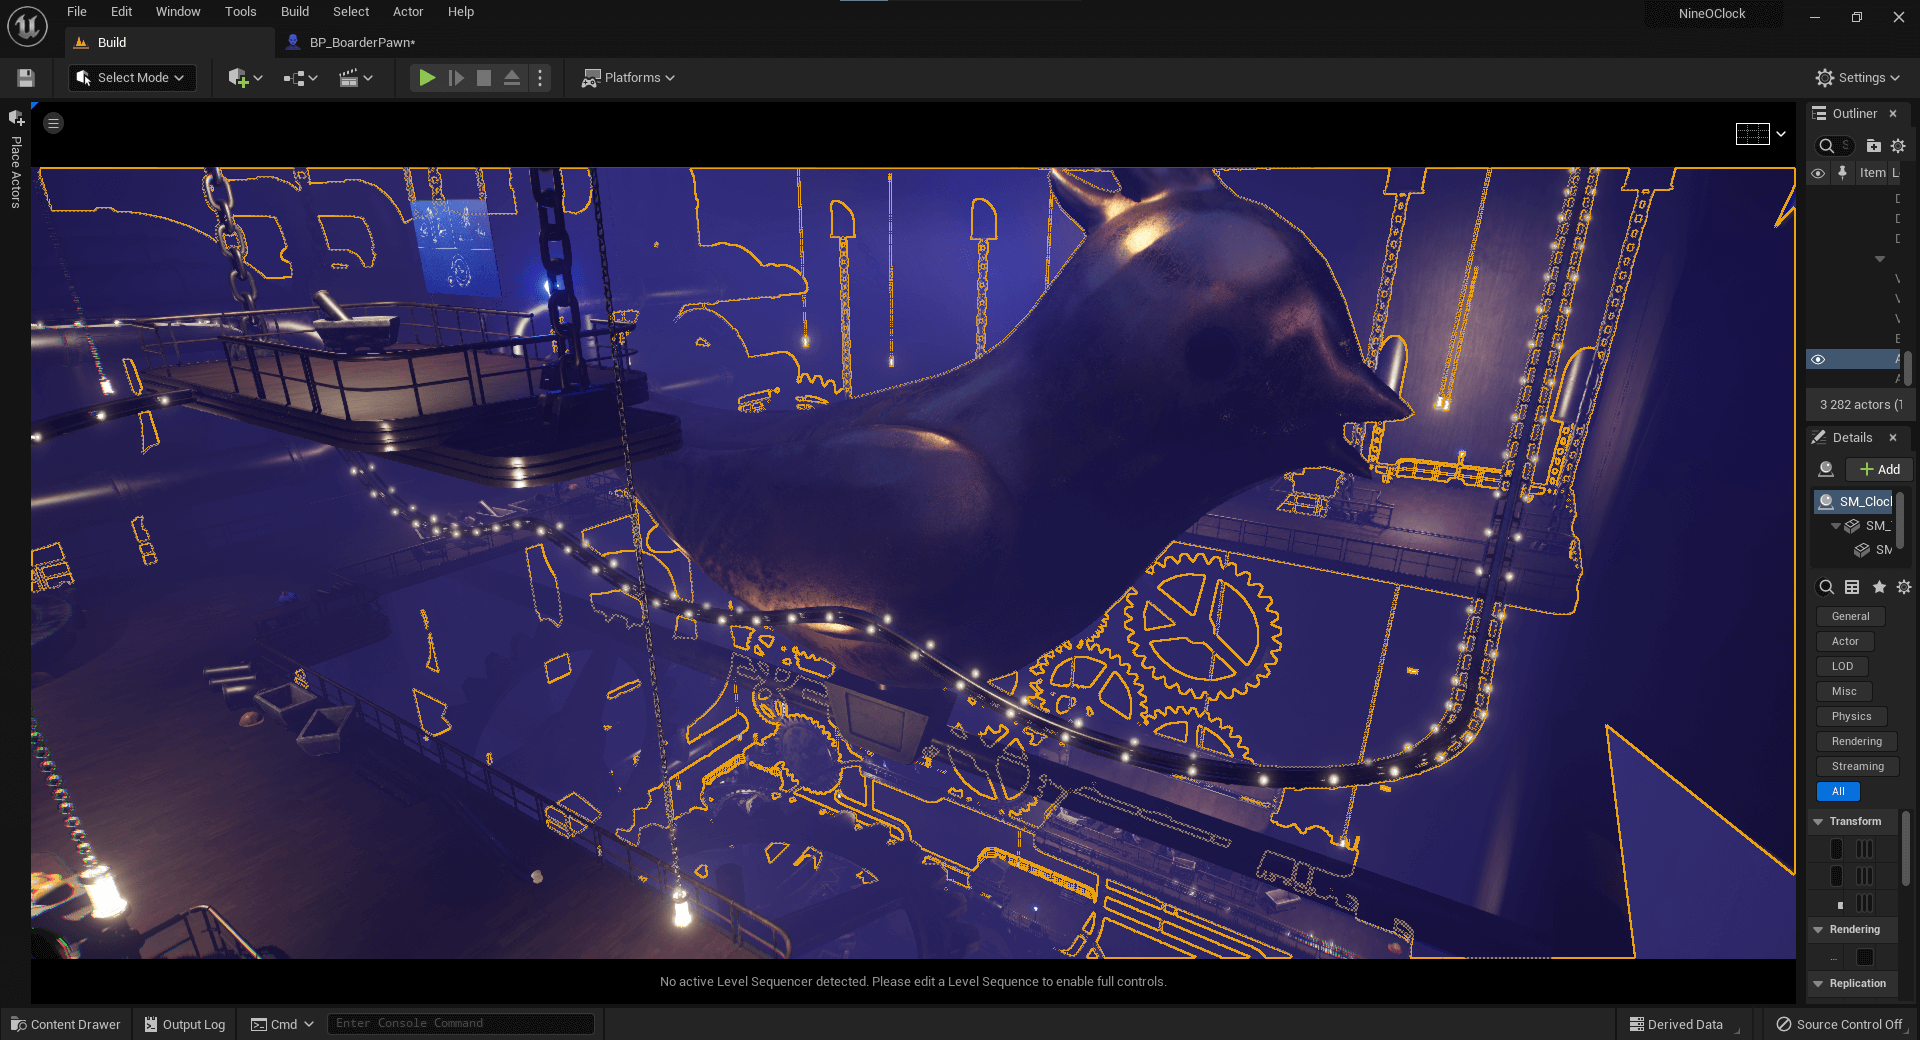 File Edit Window Tools Build Select Actor Help
NineOClock
Build
BP_BoarderPawn*
Select Mode
Platforms
Settings
Place Actors
Outliner
Item L
3 282 actors (1
Details
Add
SM_Cloc
SM_
SM
General
Actor
LOD
Misc
Physics
Rendering
Streaming
All
Transform
Rendering
...
Replication
No active Level Sequencer detected. Please edit a Level Sequence to enable full controls.
Content Drawer
Output Log
Cmd
Enter Console Command
Derived Data
Source Control Off